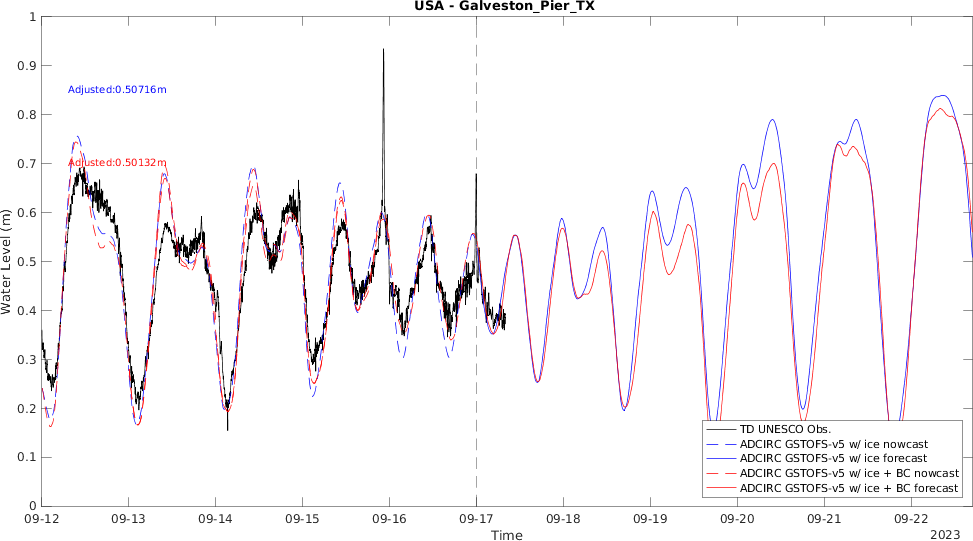 USA - Galveston_Pier_TX
1
0.9
Adjusted:0.50716m
0.8
0.7
Adjusted:0.50132m
0.6
0.5
0.4
0.3
0.2
0.1
0
Water Level (m)
TD UNESCO Obs.
ADCIRC GSTOFS-v5 w/ ice nowcast
ADCIRC GSTOFS-v5 w/ ice forecast
ADCIRC GSTOFS-v5 w/ ice + BC nowcast
ADCIRC GSTOFS-v5 w/ ice + BC forecast
09-12 09-13 09-14 09-15 09-16 09-17 09-18 09-19 09-20 09-21 09-22
Time
2023